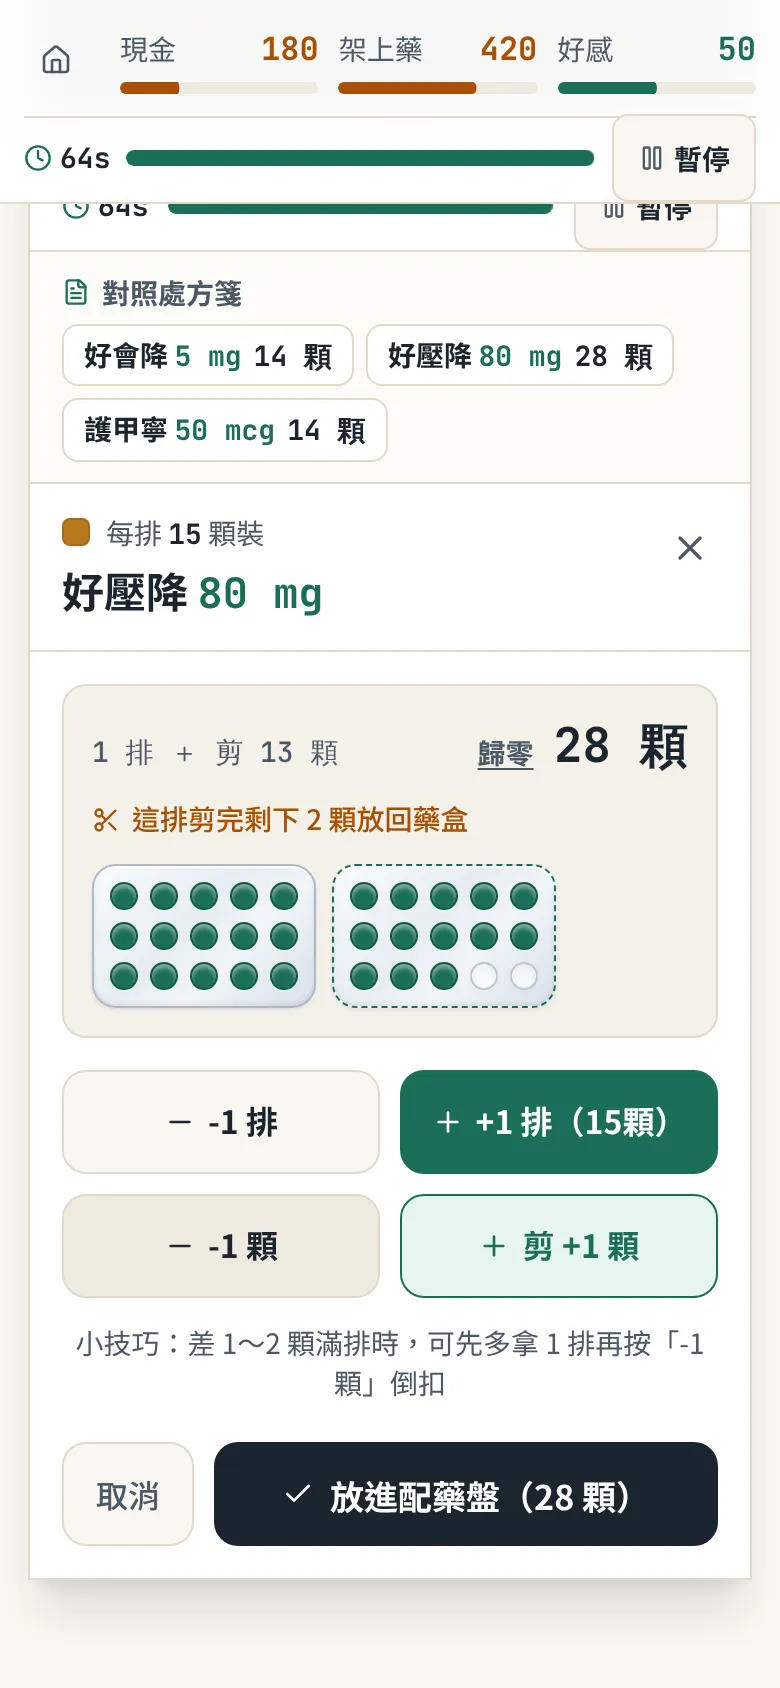 現金 180 架上藥 420 好感 50
64s 暫停
64s 暫停
對照處方箋
好會降 5 mg 14 顆 好壓降 80 mg 28 顆
護甲寧 50 mcg 14 顆
每排 15 顆裝
好壓降 80 mg
1 排 + 剪 13 顆 歸零 28 顆
這排剪完剩下 2 顆放回藥盒
− -1 排 + +1 排（15顆）
− -1 顆 + 剪 +1 顆
小技巧：差 1～2 顆滿排時，可先多拿 1 排再按「-1
顆」倒扣
取消 放進配藥盤（28 顆）